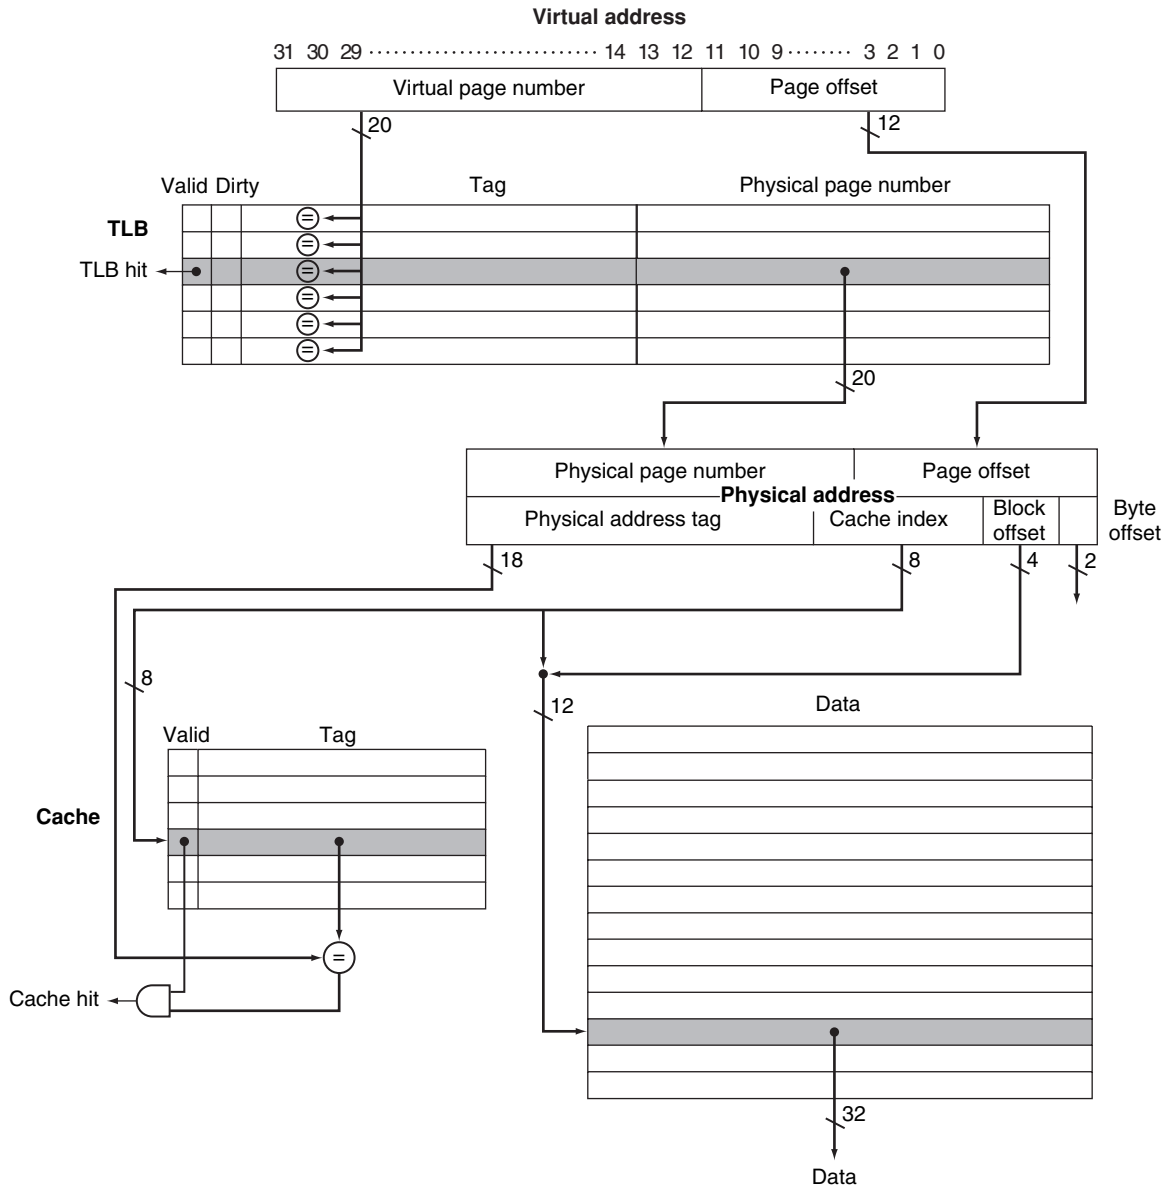 Virtual address
31 30 29 ····························· 14 13 12 11 10 9 ········ 3 2 1 0
Virtual page number Page offset
20 12
Valid Dirty Tag Physical page number
TLB
=
=
TLB hit =
=
=
=
20
Physical page number Page offset
Physical address
Physical address tag Cache index Block offset Byte offset
18 8 4 2
8
12
Data
Valid Tag
Cache
=
Cache hit
32
Data